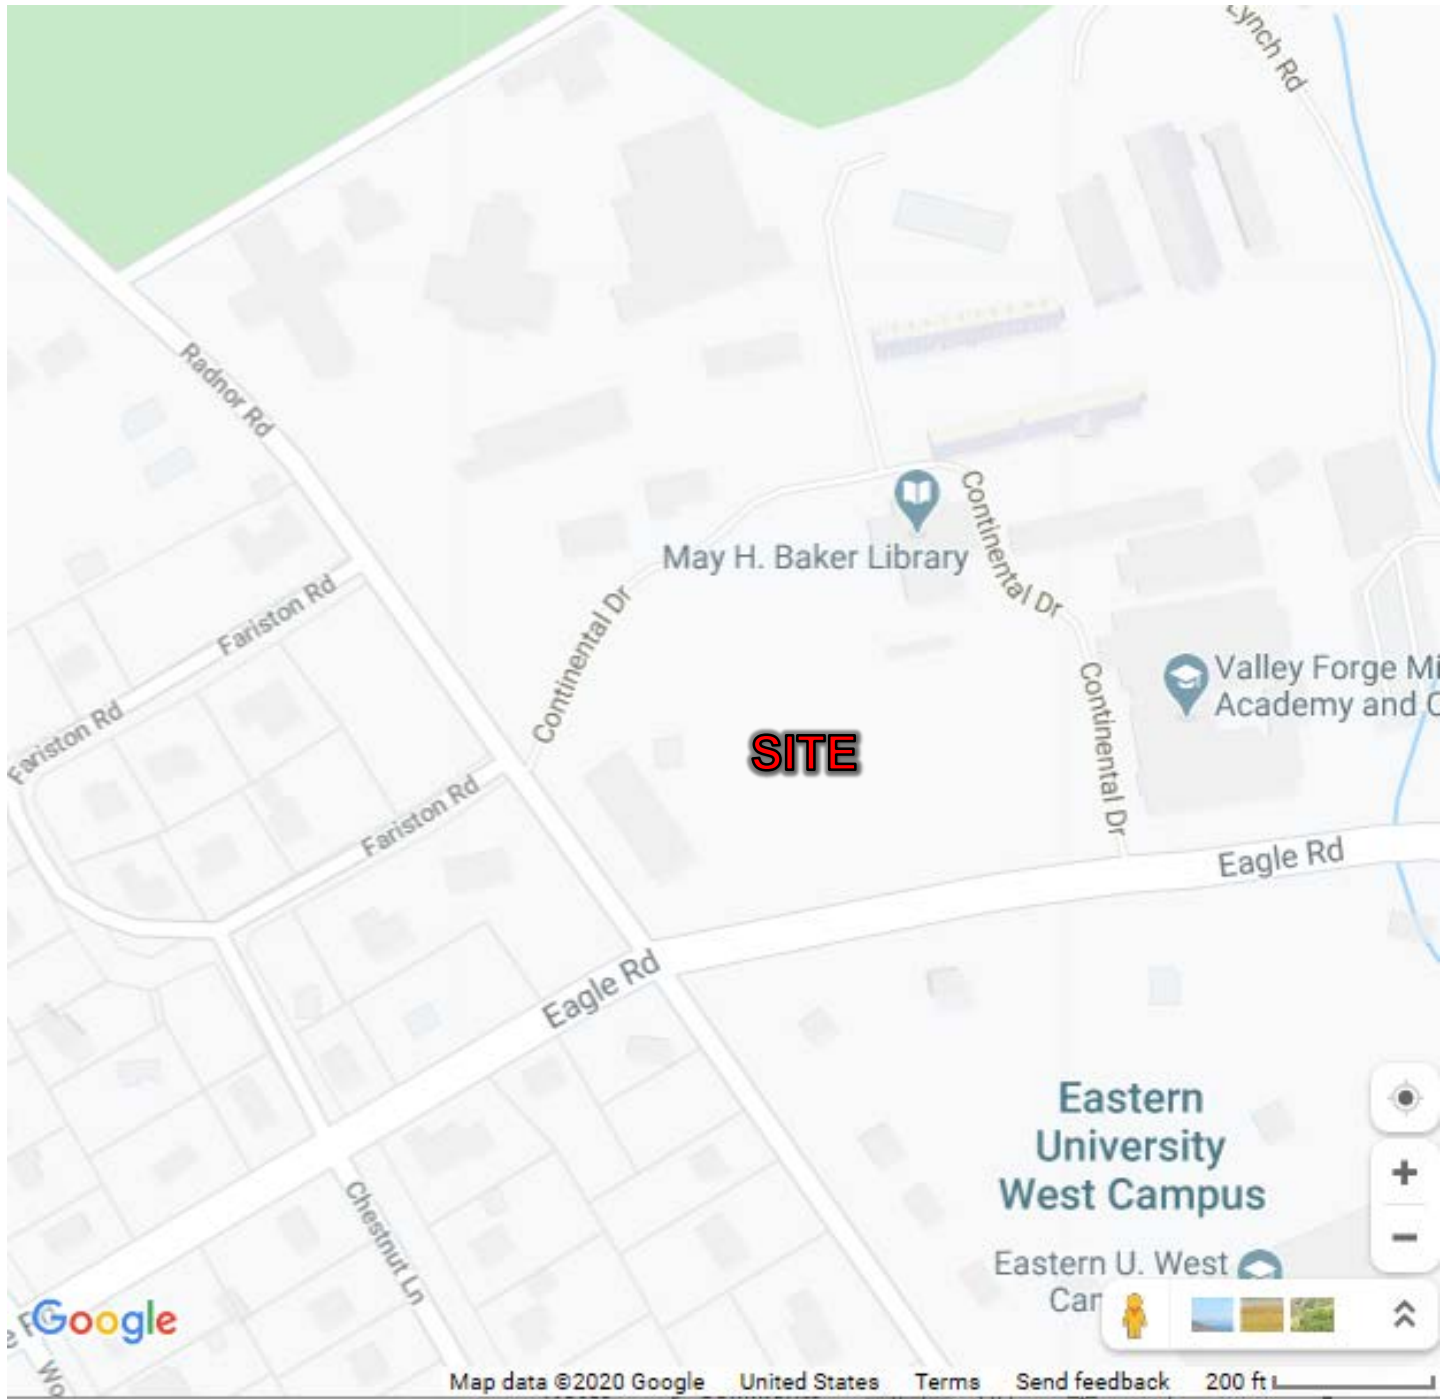 Lynch Rd
Radnor Rd
Continental Dr
May H. Baker Library
Fariston Rd
Continental Dr
Continental Dr
Valley Forge Mi
Academy and C
Fariston Rd
SITE
Fariston Rd
Eagle Rd
Eagle Rd
Eastern
University
West Campus
Chestnut Ln
Eastern U. West
Car
Google
Wo
Map data ©2020 Google United States Terms Send feedback 200 ft